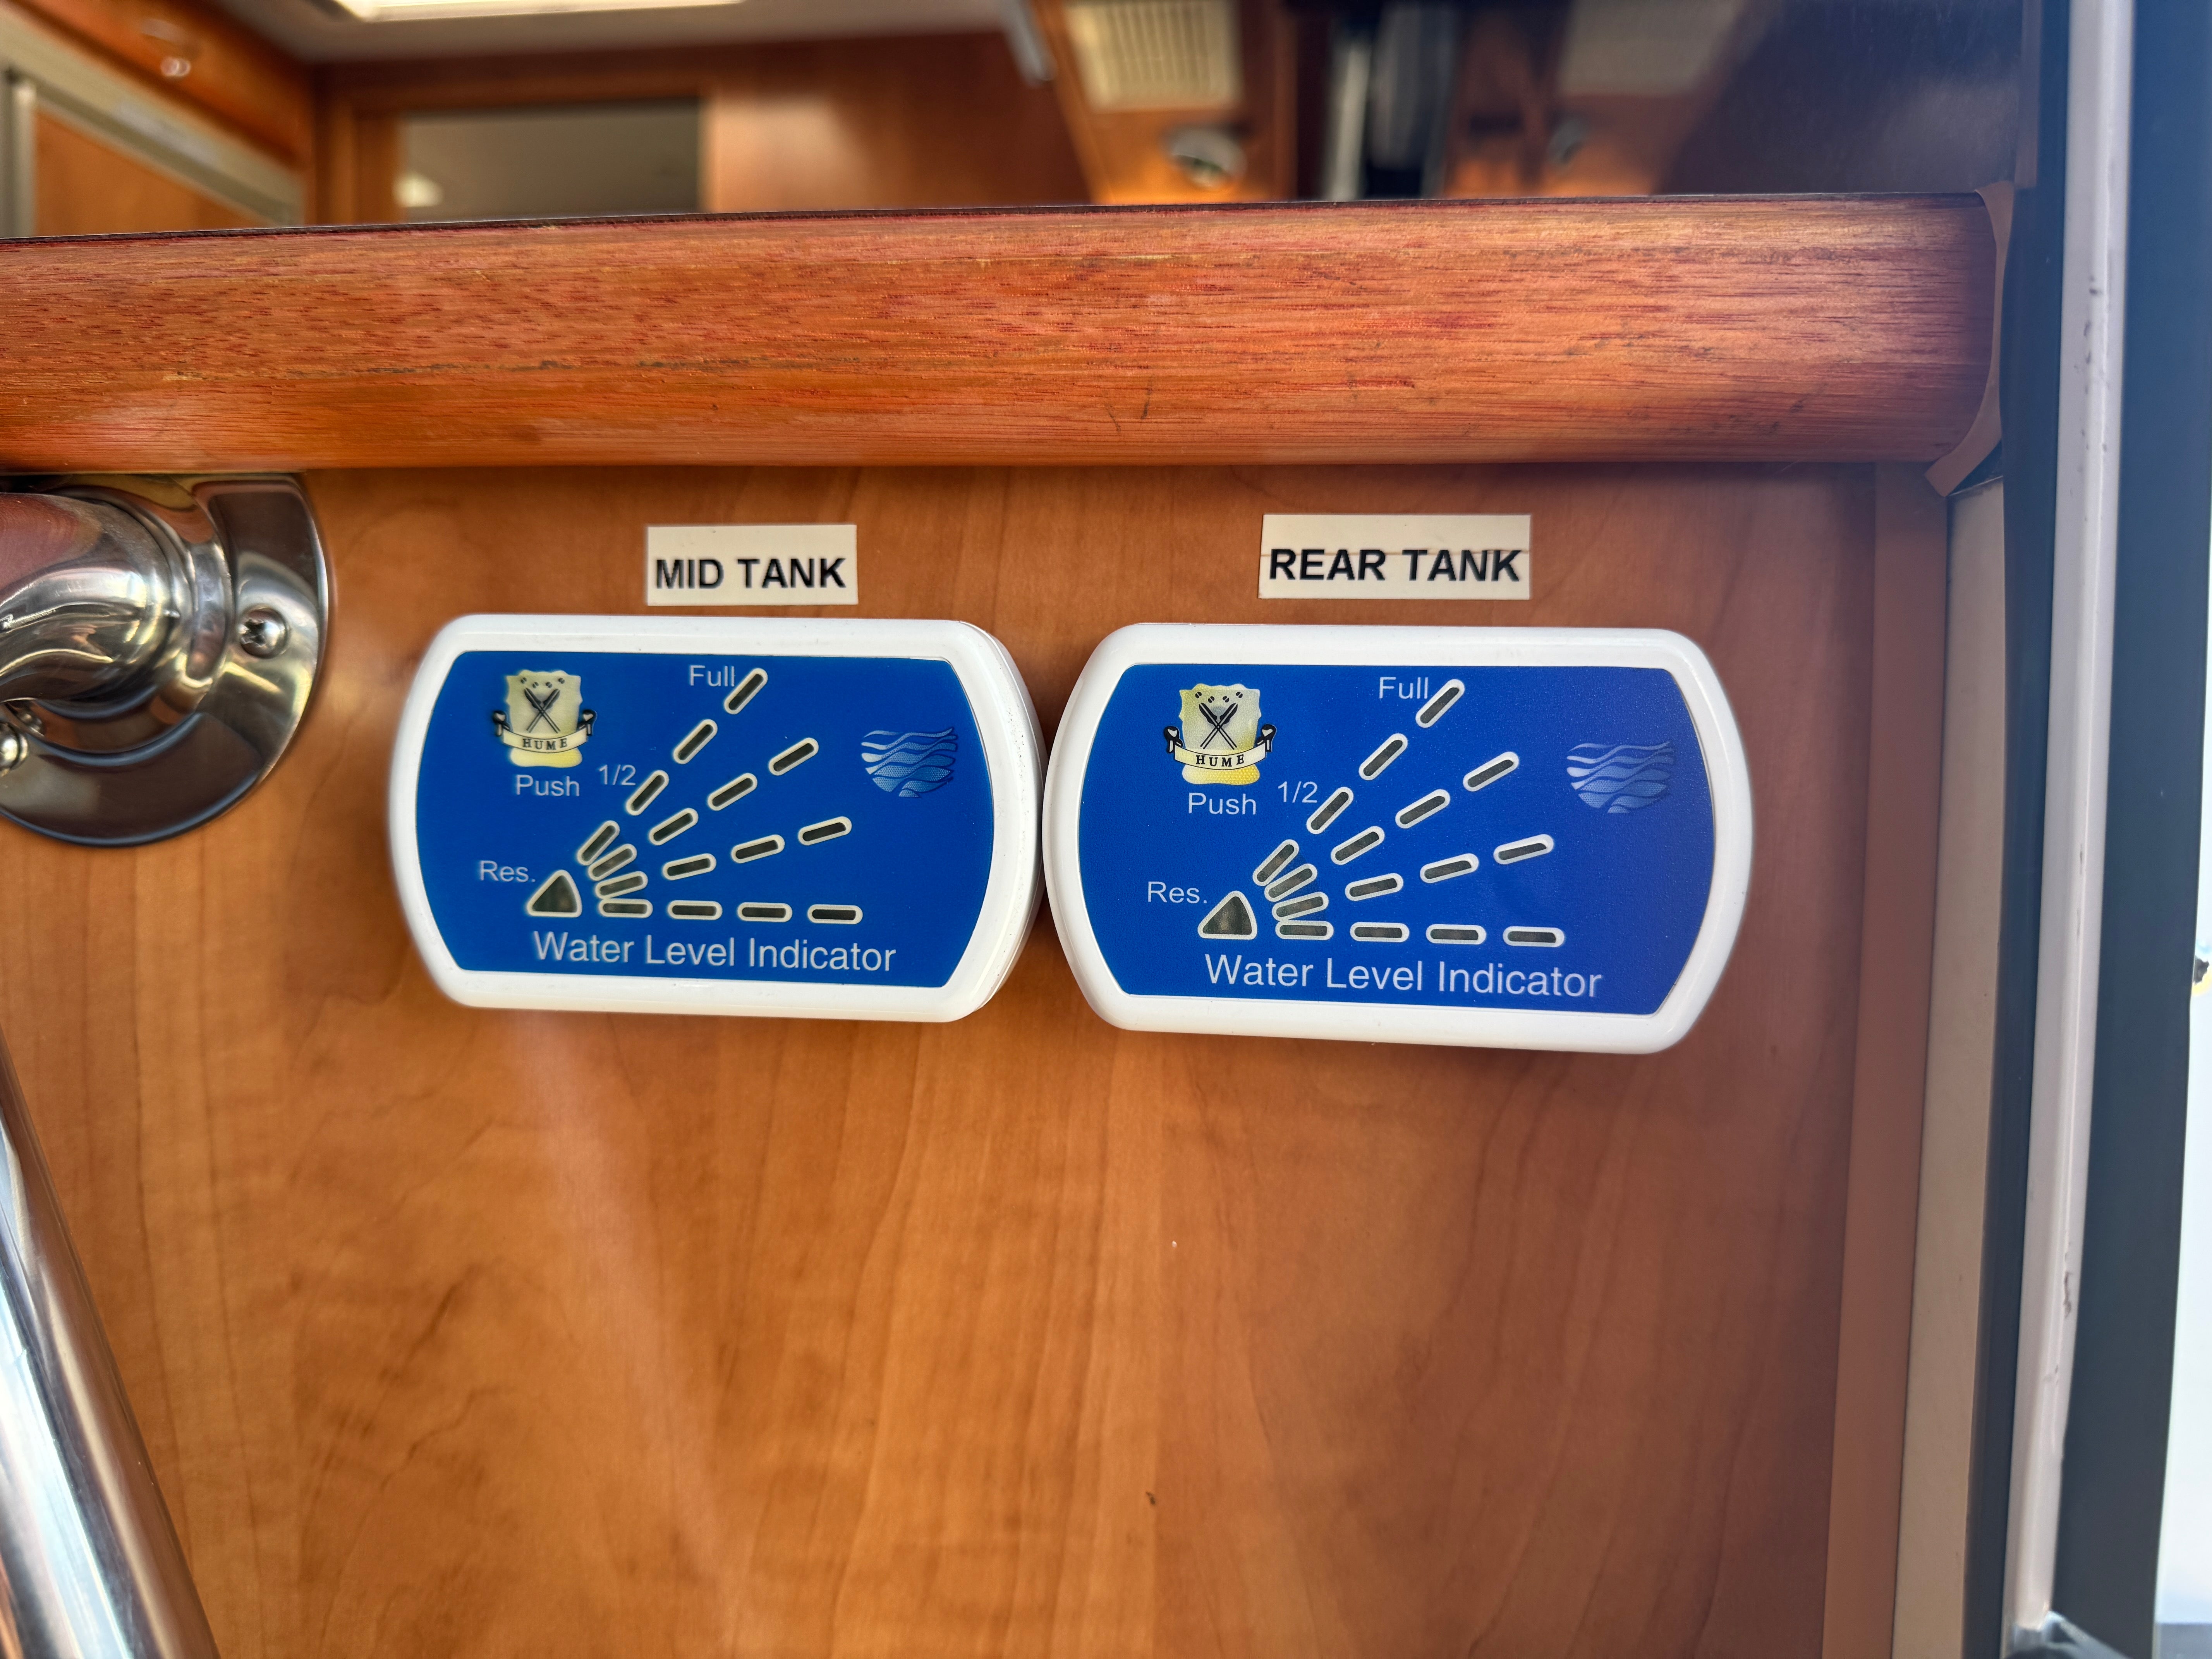 MID TANK
REAR TANK
Full
HUME
Push
1/2
Res.
Water Level Indicator
Full
HUME
Push
1/2
Res.
Water Level Indicator